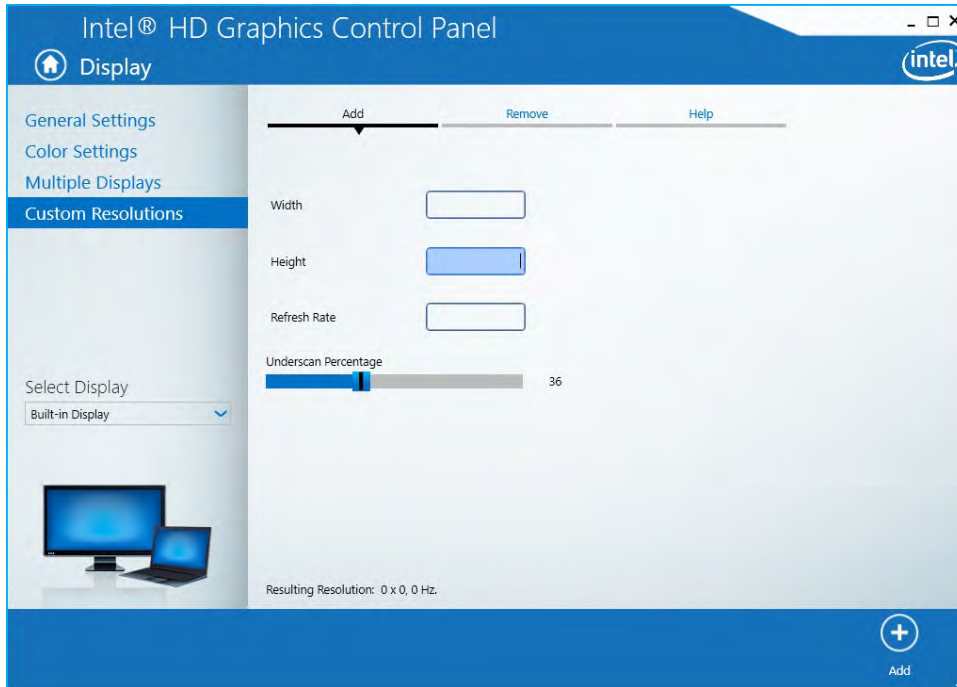 Intel® HD Graphics Control Panel
Display
intel
General Settings
Color Settings
Multiple Displays
Custom Resolutions
Select Display
Built-in Display
Add
Remove
Help
Width
Height
Refresh Rate
Underscan Percentage
36
Resulting Resolution: 0 x 0, 0 Hz.
Add